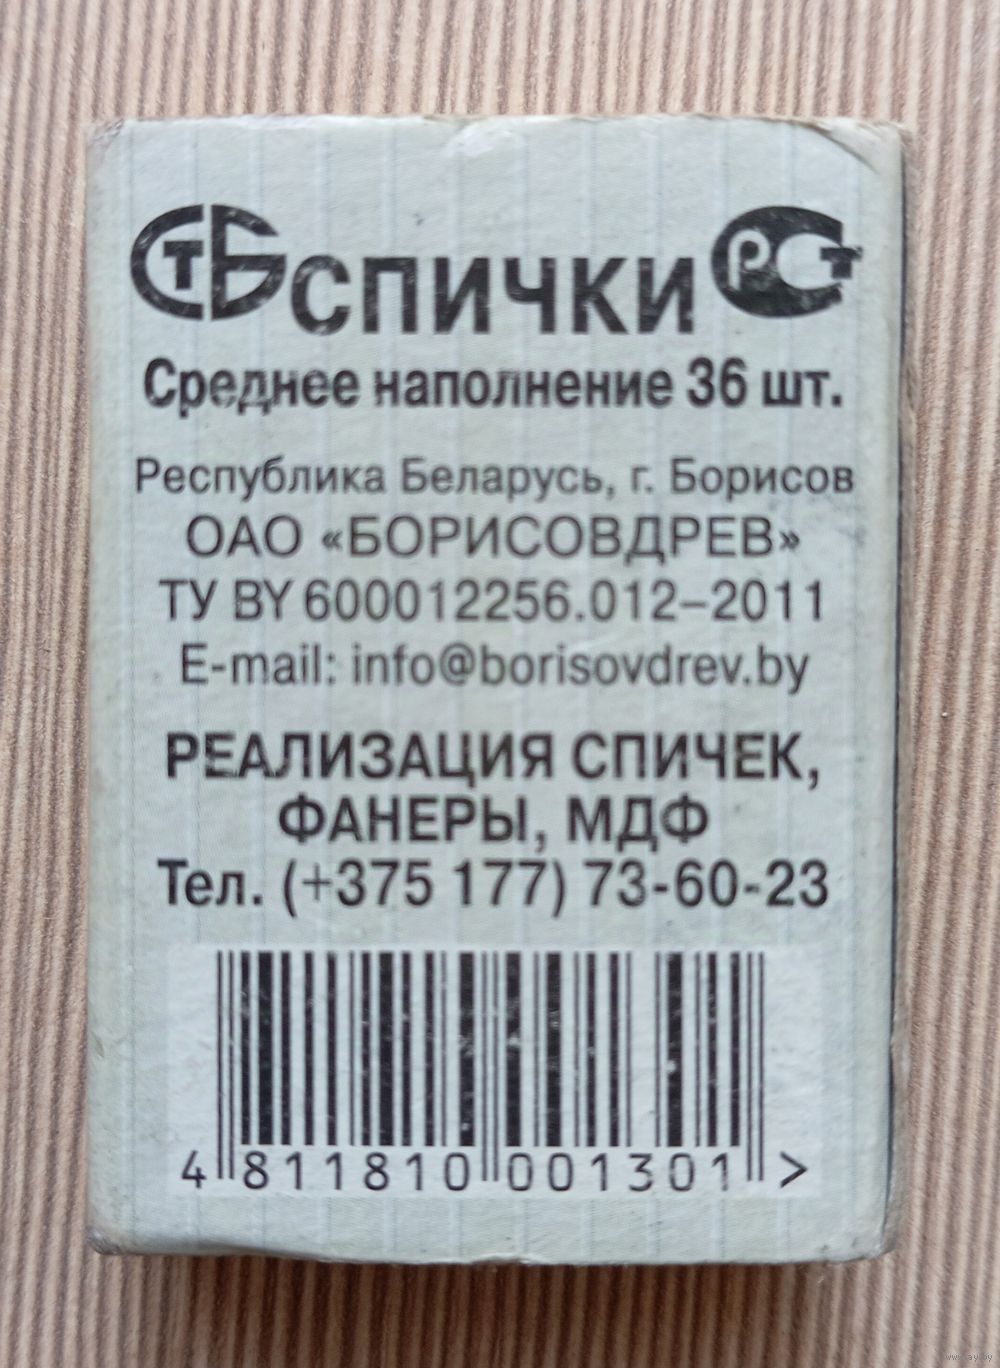 СТБ СПИЧКИ РСТ
Среднее наполнение 36 шт.
Республика Беларусь, г. Борисов
ОАО «БОРИСОВДРЕВ»
ТУ BY 600012256.012–2011
E-mail: info@borisovdrev.by
РЕАЛИЗАЦИЯ СПИЧЕК,
ФАНЕРЫ, МДФ
Тел. (+375 177) 73-60-23
4 811810 001301 >